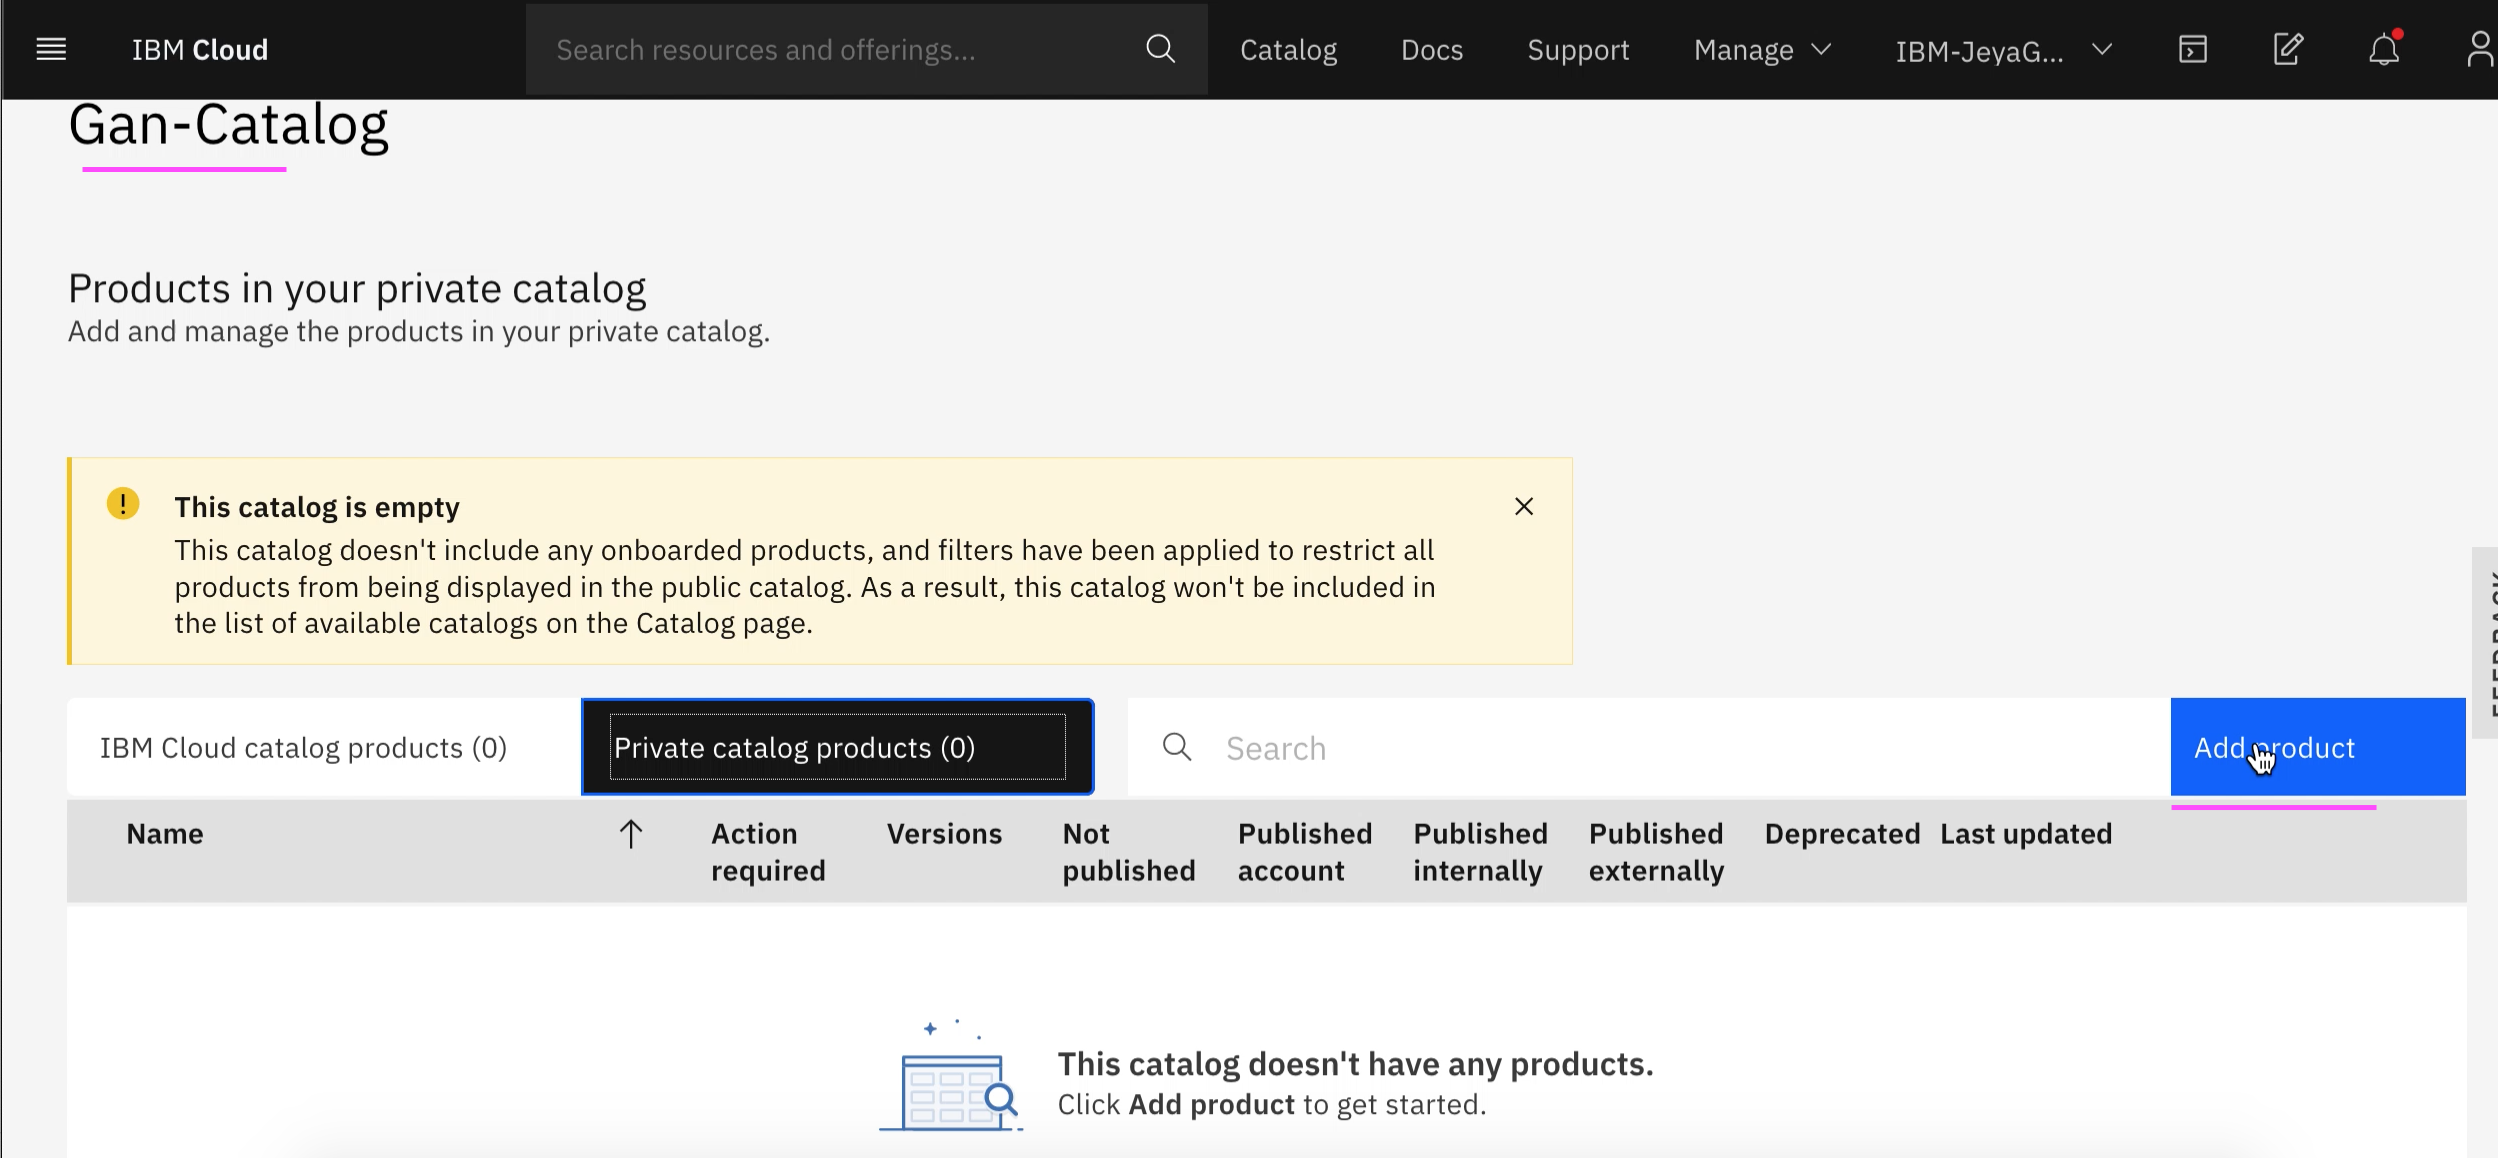 IBM Cloud
Search resources and offerings...
Catalog
Docs
Support
Manage
IBM-JeyaG...
Gan-Catalog
Products in your private catalog
Add and manage the products in your private catalog.
This catalog is empty
This catalog doesn't include any onboarded products, and filters have been applied to restrict all
products from being displayed in the public catalog. As a result, this catalog won't be included in
the list of available catalogs on the Catalog page.
FEEDBACK
IBM Cloud catalog products (0)
Private catalog products (0)
Search
Add product
Name
Action
required
Versions
Not
published
Published
account
Published
internally
Published
externally
Deprecated
Last updated
This catalog doesn't have any products.
Click Add product to get started.